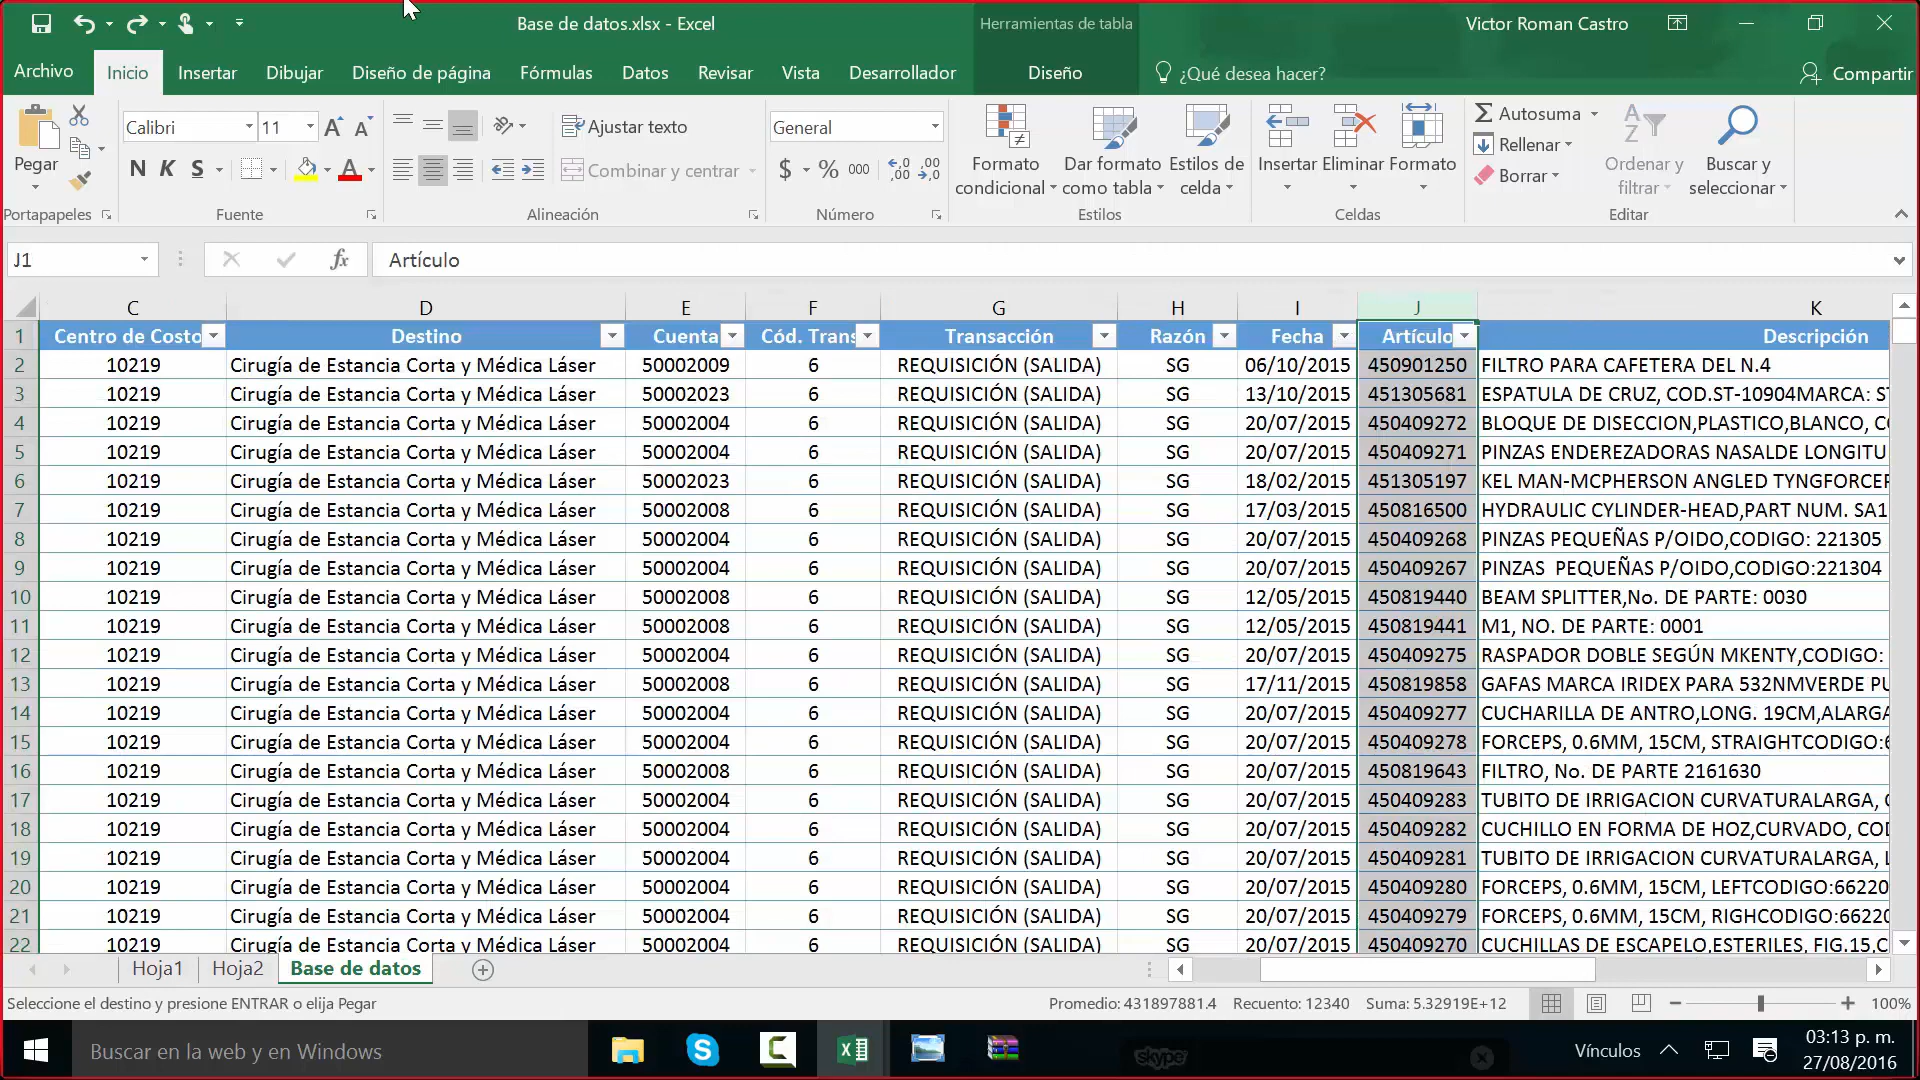 Base de datos.xlsx - Excel
Herramientas de tabla
Victor Roman Castro
Archivo Inicio Insertar Dibujar Diseño de página Fórmulas Datos Revisar Vista Desarrollador Diseño ¿Qué desea hacer? Compartir
Pegar
Calibri 11
Ajustar texto
General
Formato condicional
Dar formato como tabla
Estilos de celda
Insertar Eliminar Formato
Autosuma
Rellenar
Borrar
Ordenar y filtrar
Buscar y seleccionar
N K S
Combinar y centrar
$ % 000
Portapapeles Fuente Alineación Número Estilos Celdas Editar
J1 fx Artículo
C D E F G H I J K
1 Centro de Costo Destino Cuenta Cód. Trans Transacción Razón Fecha Artículo Descripción
2 10219 Cirugía de Estancia Corta y Médica Láser 50002009 6 REQUISICIÓN (SALIDA) SG 06/10/2015 450901250 FILTRO PARA CAFETERA DEL N.4
3 10219 Cirugía de Estancia Corta y Médica Láser 50002023 6 REQUISICIÓN (SALIDA) SG 13/10/2015 451305681 ESPATULA DE CRUZ, COD.ST-10904MARCA: ST
4 10219 Cirugía de Estancia Corta y Médica Láser 50002004 6 REQUISICIÓN (SALIDA) SG 20/07/2015 450409272 BLOQUE DE DISECCION,PLASTICO,BLANCO, CO
5 10219 Cirugía de Estancia Corta y Médica Láser 50002004 6 REQUISICIÓN (SALIDA) SG 20/07/2015 450409271 PINZAS ENDEREZADORAS NASALDE LONGITU
6 10219 Cirugía de Estancia Corta y Médica Láser 50002023 6 REQUISICIÓN (SALIDA) SG 18/02/2015 451305197 KEL MAN-MCPHERSON ANGLED TYNGFORCEP
7 10219 Cirugía de Estancia Corta y Médica Láser 50002008 6 REQUISICIÓN (SALIDA) SG 17/03/2015 450816500 HYDRAULIC CYLINDER-HEAD,PART NUM. SA1
8 10219 Cirugía de Estancia Corta y Médica Láser 50002004 6 REQUISICIÓN (SALIDA) SG 20/07/2015 450409268 PINZAS PEQUEÑAS P/OIDO,CODIGO: 221305
9 10219 Cirugía de Estancia Corta y Médica Láser 50002004 6 REQUISICIÓN (SALIDA) SG 20/07/2015 450409267 PINZAS PEQUEÑAS P/OIDO,CODIGO:221304
10 10219 Cirugía de Estancia Corta y Médica Láser 50002008 6 REQUISICIÓN (SALIDA) SG 12/05/2015 450819440 BEAM SPLITTER,No. DE PARTE: 0030
11 10219 Cirugía de Estancia Corta y Médica Láser 50002008 6 REQUISICIÓN (SALIDA) SG 12/05/2015 450819441 M1, NO. DE PARTE: 0001
12 10219 Cirugía de Estancia Corta y Médica Láser 50002004 6 REQUISICIÓN (SALIDA) SG 20/07/2015 450409275 RASPADOR DOBLE SEGÚN MKENTY,CODIGO:
13 10219 Cirugía de Estancia Corta y Médica Láser 50002008 6 REQUISICIÓN (SALIDA) SG 17/11/2015 450819858 GAFAS MARCA IRIDEX PARA 532NMVERDE PU
14 10219 Cirugía de Estancia Corta y Médica Láser 50002004 6 REQUISICIÓN (SALIDA) SG 20/07/2015 450409277 CUCHARILLA DE ANTRO,LONG. 19CM,ALARGA
15 10219 Cirugía de Estancia Corta y Médica Láser 50002004 6 REQUISICIÓN (SALIDA) SG 20/07/2015 450409278 FORCEPS, 0.6MM, 15CM, STRAIGHTCODIGO:6
16 10219 Cirugía de Estancia Corta y Médica Láser 50002008 6 REQUISICIÓN (SALIDA) SG 20/07/2015 450819643 FILTRO, No. DE PARTE 2161630
17 10219 Cirugía de Estancia Corta y Médica Láser 50002004 6 REQUISICIÓN (SALIDA) SG 20/07/2015 450409283 TUBITO DE IRRIGACION CURVATURALARGA, C
18 10219 Cirugía de Estancia Corta y Médica Láser 50002004 6 REQUISICIÓN (SALIDA) SG 20/07/2015 450409282 CUCHILLO EN FORMA DE HOZ,CURVADO, COD
19 10219 Cirugía de Estancia Corta y Médica Láser 50002004 6 REQUISICIÓN (SALIDA) SG 20/07/2015 450409281 TUBITO DE IRRIGACION CURVATURALARGA, L
20 10219 Cirugía de Estancia Corta y Médica Láser 50002004 6 REQUISICIÓN (SALIDA) SG 20/07/2015 450409280 FORCEPS, 0.6MM, 15CM, LEFTCODIGO:66220
21 10219 Cirugía de Estancia Corta y Médica Láser 50002004 6 REQUISICIÓN (SALIDA) SG 20/07/2015 450409279 FORCEPS, 0.6MM, 15CM, RIGHCODIGO:66220
22 10219 Cirugía de Estancia Corta y Médica Láser 50002004 6 REQUISICIÓN (SALIDA) SG 20/07/2015 450409270 CUCHILLAS DE ESCAPELO,ESTERILES, FIG.15,C
Hoja1 Hoja2 Base de datos
Seleccione el destino y presione ENTRAR o elija Pegar
Promedio: 431897881.4 Recuento: 12340 Suma: 5.32919E+12 100%
Buscar en la web y en Windows
skype
Vínculos
03:13 p. m.
27/08/2016